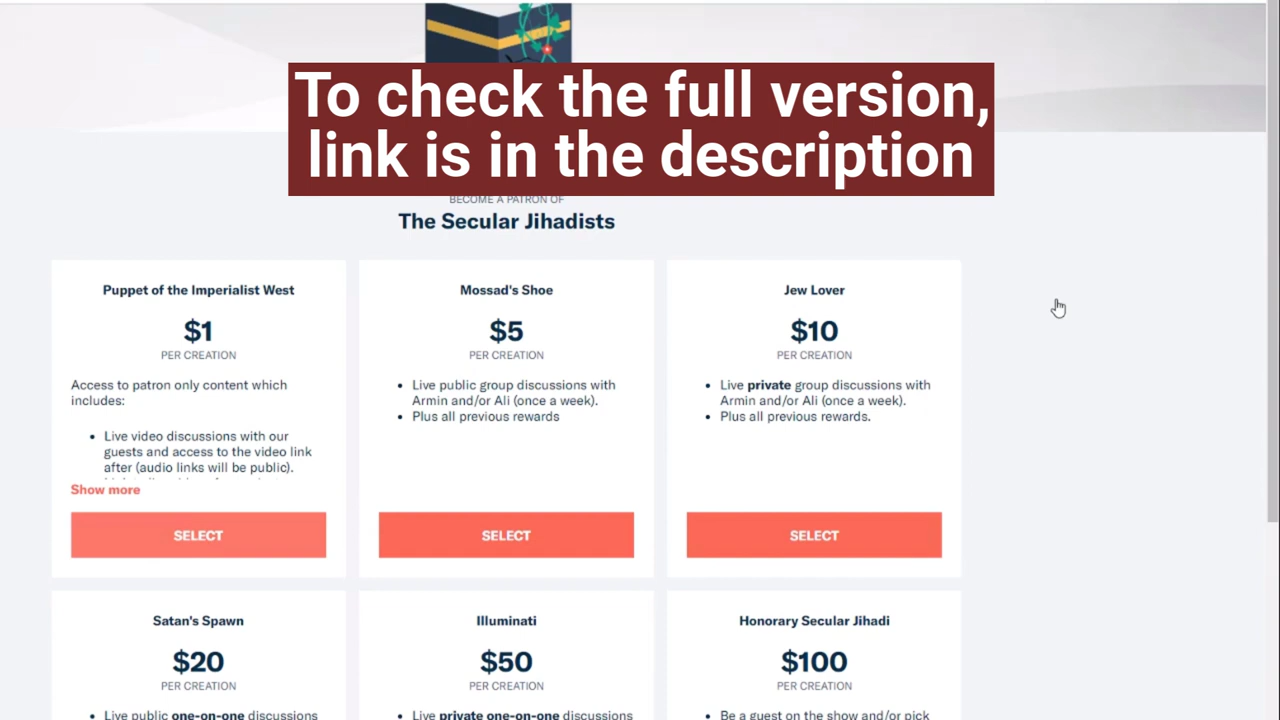 To check the full version,
link is in the description
BECOME A PATRON OF
The Secular Jihadists
Puppet of the Imperialist West
$1
PER CREATION
Access to patron only content which
includes:
• Live video discussions with our
guests and access to the video link
after (audio links will be public).
Show more
SELECT
Mossad's Shoe
$5
PER CREATION
• Live public group discussions with
Armin and/or Ali (once a week).
• Plus all previous rewards
SELECT
Jew Lover
$10
PER CREATION
• Live private group discussions with
Armin and/or Ali (once a week).
• Plus all previous rewards.
SELECT
Satan's Spawn
$20
PER CREATION
• Live public one-on-one discussions
Illuminati
$50
PER CREATION
• Live private one-on-one discussions
Honorary Secular Jihadi
$100
PER CREATION
• Be a guest on the show and/or pick